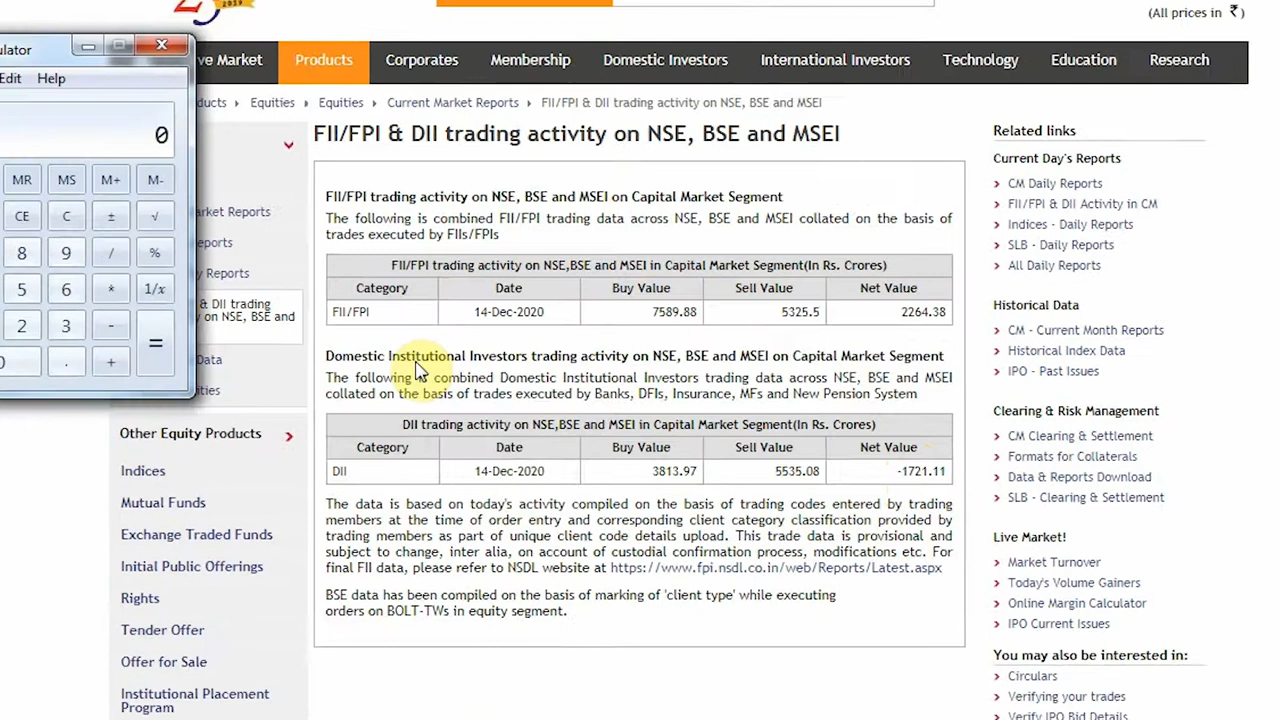 2019
(All prices in ₹)
ve Market Products Corporates Membership Domestic Investors International Investors Technology Education Research
ulator
Edit Help
0
MR MS M+ M-
CE C ± √
8 9 / %
5 6 * 1/x
2 3 - =
0 . +
ducts Equities Equities Current Market Reports FII/FPI & DII trading activity on NSE, BSE and MSEI
arket Reports
eports
y Reports
& DII trading
y on NSE, BSE and
Data
ities
Other Equity Products
Indices
Mutual Funds
Exchange Traded Funds
Initial Public Offerings
Rights
Tender Offer
Offer for Sale
Institutional Placement
Program
FII/FPI & DII trading activity on NSE, BSE and MSEI
FII/FPI trading activity on NSE, BSE and MSEI on Capital Market Segment
The following is combined FII/FPI trading data across NSE, BSE and MSEI collated on the basis of
trades executed by FIIs/FPIs
FII/FPI trading activity on NSE,BSE and MSEI in Capital Market Segment(In Rs. Crores)
Category Date Buy Value Sell Value Net Value
FII/FPI 14-Dec-2020 7589.88 5325.5 2264.38
Domestic Institutional Investors trading activity on NSE, BSE and MSEI on Capital Market Segment
The following is combined Domestic Institutional Investors trading data across NSE, BSE and MSEI
collated on the basis of trades executed by Banks, DFIs, Insurance, MFs and New Pension System
DII trading activity on NSE,BSE and MSEI in Capital Market Segment(In Rs. Crores)
Category Date Buy Value Sell Value Net Value
DII 14-Dec-2020 3813.97 5535.08 -1721.11
The data is based on today's activity compiled on the basis of trading codes entered by trading
members at the time of order entry and corresponding client category classification provided by
trading members as part of unique client code details upload. This trade data is provisional and
subject to change, inter alia, on account of custodial confirmation process, modifications etc. For
final FII data, please refer to NSDL website at https://www.fpi.nsdl.co.in/web/Reports/Latest.aspx
BSE data has been compiled on the basis of marking of 'client type' while executing
orders on BOLT-TWs in equity segment.
Related links
Current Day's Reports
CM Daily Reports
FII/FPI & DII Activity in CM
Indices - Daily Reports
SLB - Daily Reports
All Daily Reports
Historical Data
CM - Current Month Reports
Historical Index Data
IPO - Past Issues
Clearing & Risk Management
CM Clearing & Settlement
Formats for Collaterals
Data & Reports Download
SLB - Clearing & Settlement
Live Market!
Market Turnover
Today's Volume Gainers
Online Margin Calculator
IPO Current Issues
You may also be interested in:
Circulars
Verifying your trades
Verify IPO Bid Details